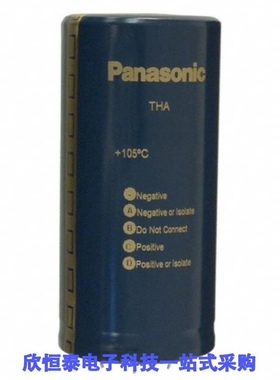 Panasonic
THA
+105°C
Negative
A Negative or Isolate
B Do Not Connect
C Positive
D Positive or Isolate
欣恒泰电子科技一站式采购